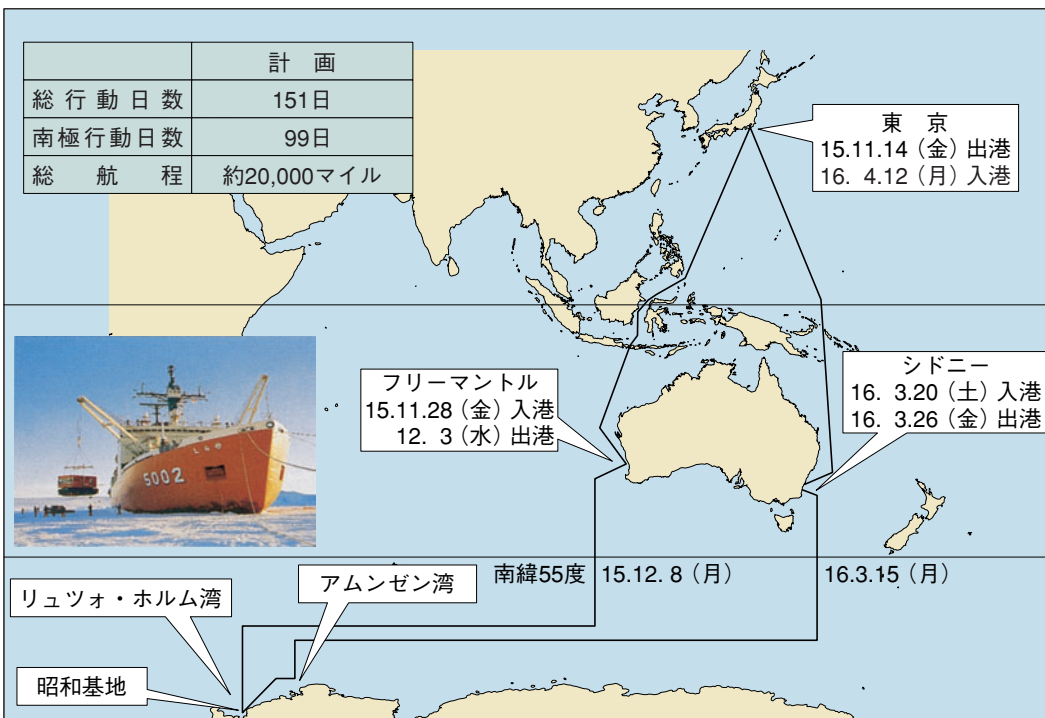 計 画
総行動日数 151日
南極行動日数 99日
総航程 約20,000マイル
東 京
15.11.14（金）出港
16. 4.12（月）入港
フリーマントル
15.11.28（金）入港
12. 3（水）出港
シドニー
16. 3.20（土）入港
16. 3.26（金）出港
5002
しらせ
南緯55度 15.12. 8（月） 16.3.15（月）
アムンゼン湾
リュツォ・ホルム湾
昭和基地